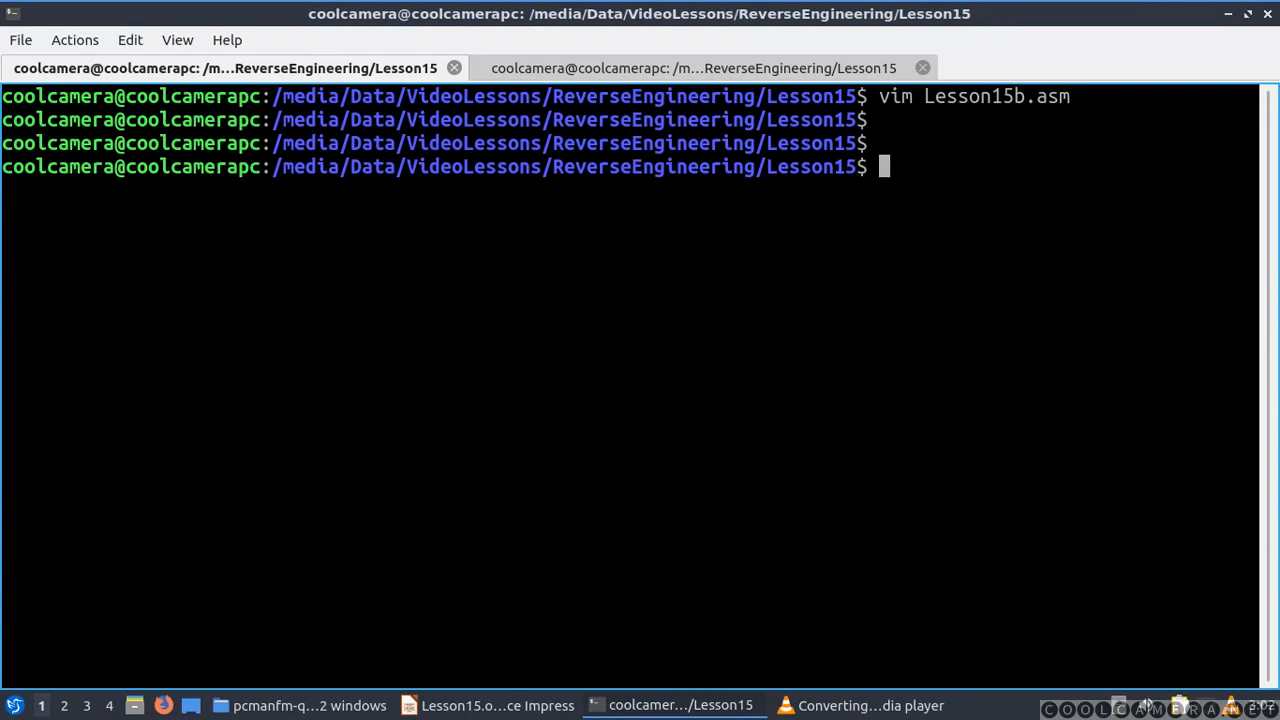 coolcamera@coolcamerapc: /media/Data/VideoLessons/ReverseEngineering/Lesson15
File Actions Edit View Help
coolcamera@coolcamerapc: /m...ReverseEngineering/Lesson15 coolcamera@coolcamerapc: /m...ReverseEngineering/Lesson15
coolcamera@coolcamerapc:/media/Data/VideoLessons/ReverseEngineering/Lesson15$ vim Lesson15b.asm
coolcamera@coolcamerapc:/media/Data/VideoLessons/ReverseEngineering/Lesson15$
coolcamera@coolcamerapc:/media/Data/VideoLessons/ReverseEngineering/Lesson15$
coolcamera@coolcamerapc:/media/Data/VideoLessons/ReverseEngineering/Lesson15$
1 2 3 4 pcmanfm-q...2 windows Lesson15.o...ce Impress coolcamer.../Lesson15 Converting...dia player 3:02
COOLCAMERA.NET